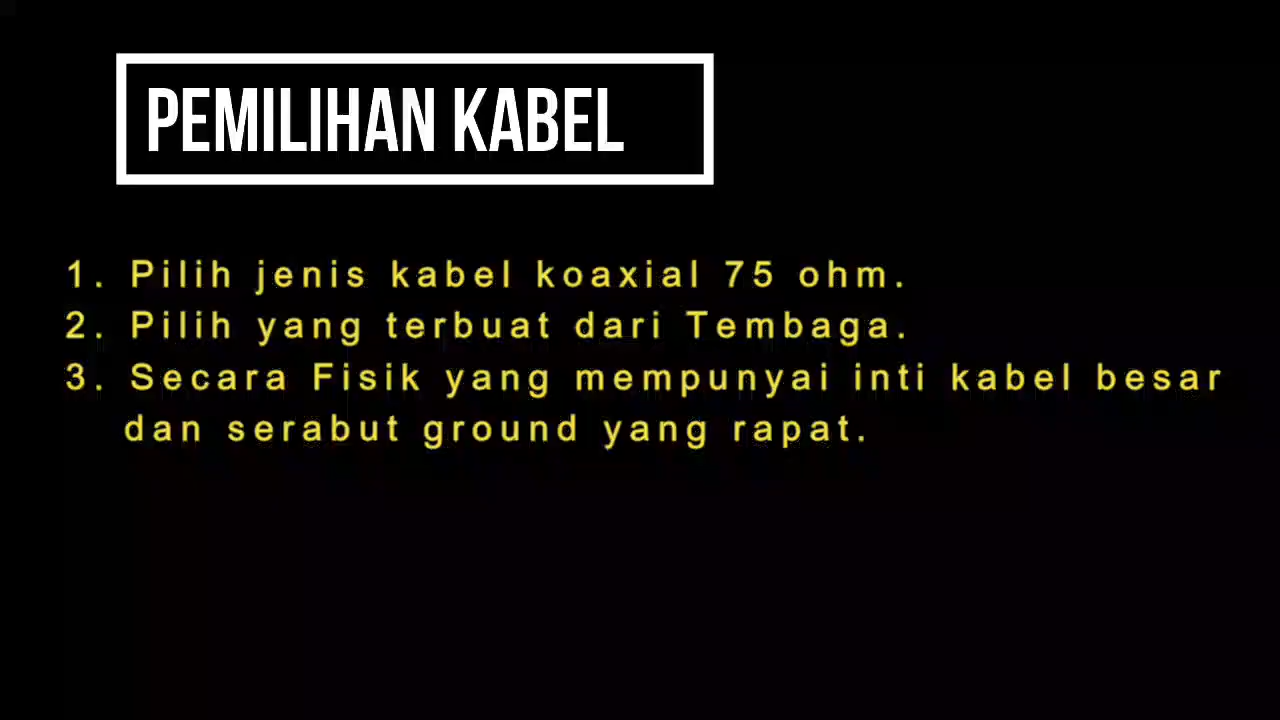 PEMILIHAN KABEL
1. Pilih jenis kabel koaxial 75 ohm.
2. Pilih yang terbuat dari Tembaga.
3. Secara Fisik yang mempunyai inti kabel besar
dan serabut ground yang rapat.